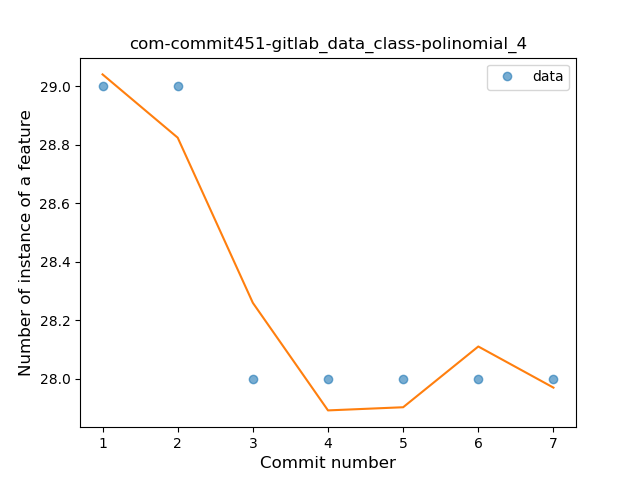 com-commit451-gitlab_data_class-polinomial_4
data
Number of instance of a feature
29.0
28.8
28.6
28.4
28.2
28.0
1 2 3 4 5 6 7
Commit number